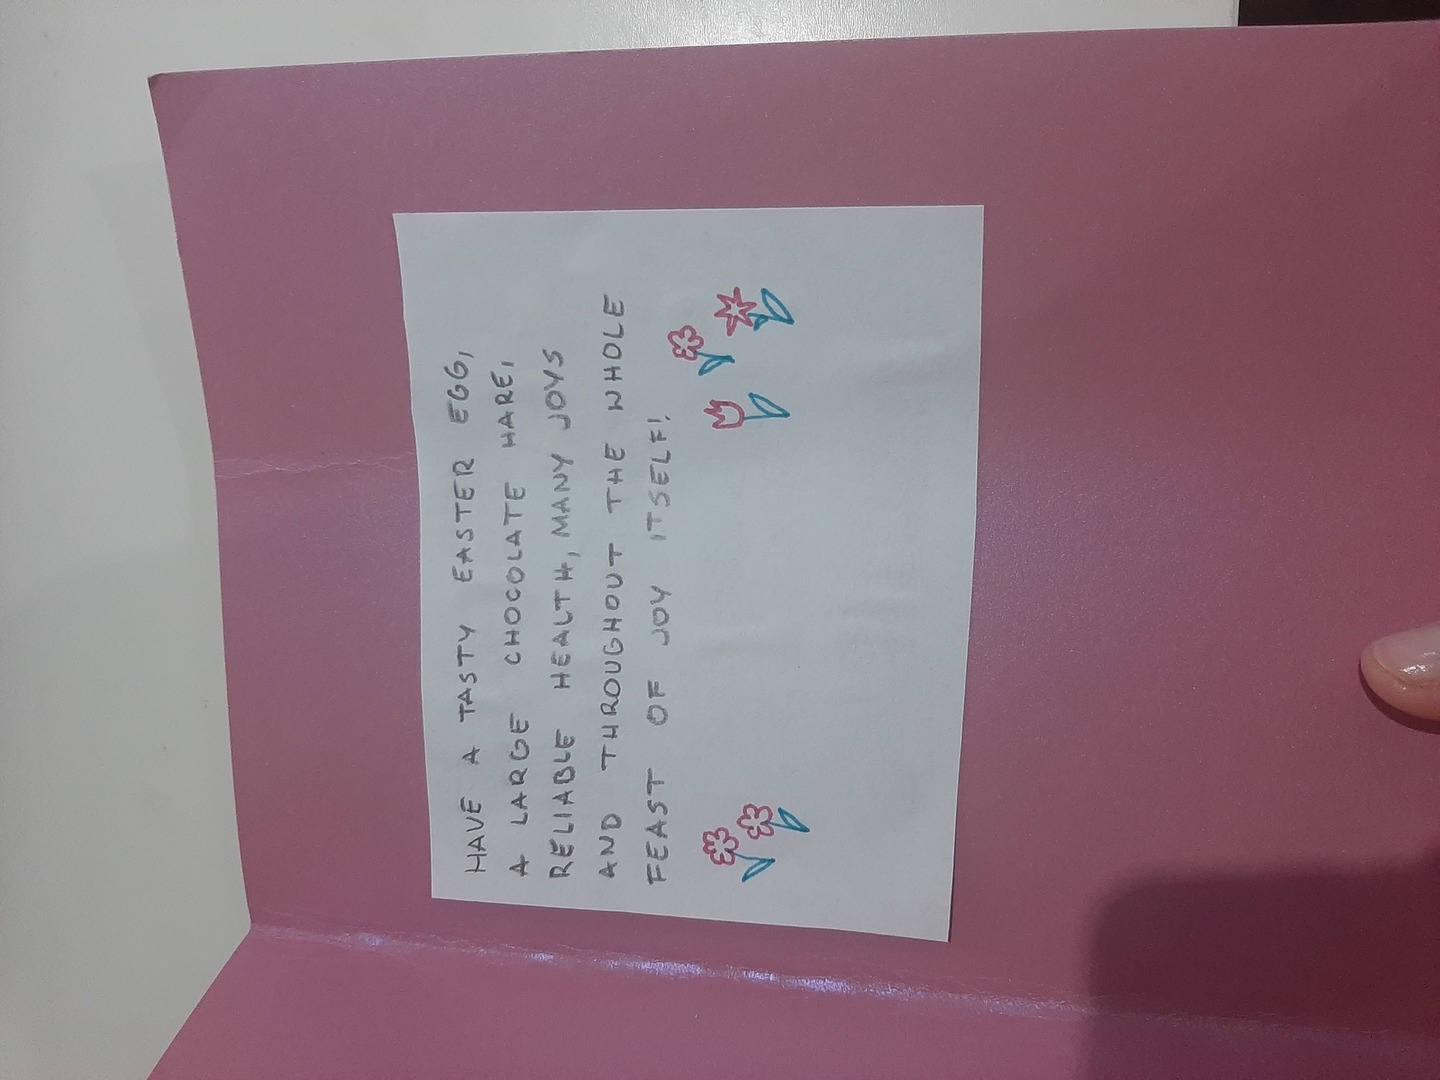 HAVE A TASTY EASTER EGG,
A LARGE CHOCOLATE HARE,
RELIABLE HEALTH, MANY JOYS
AND THROUGHOUT THE WHOLE
FEAST OF JOY ITSELF!